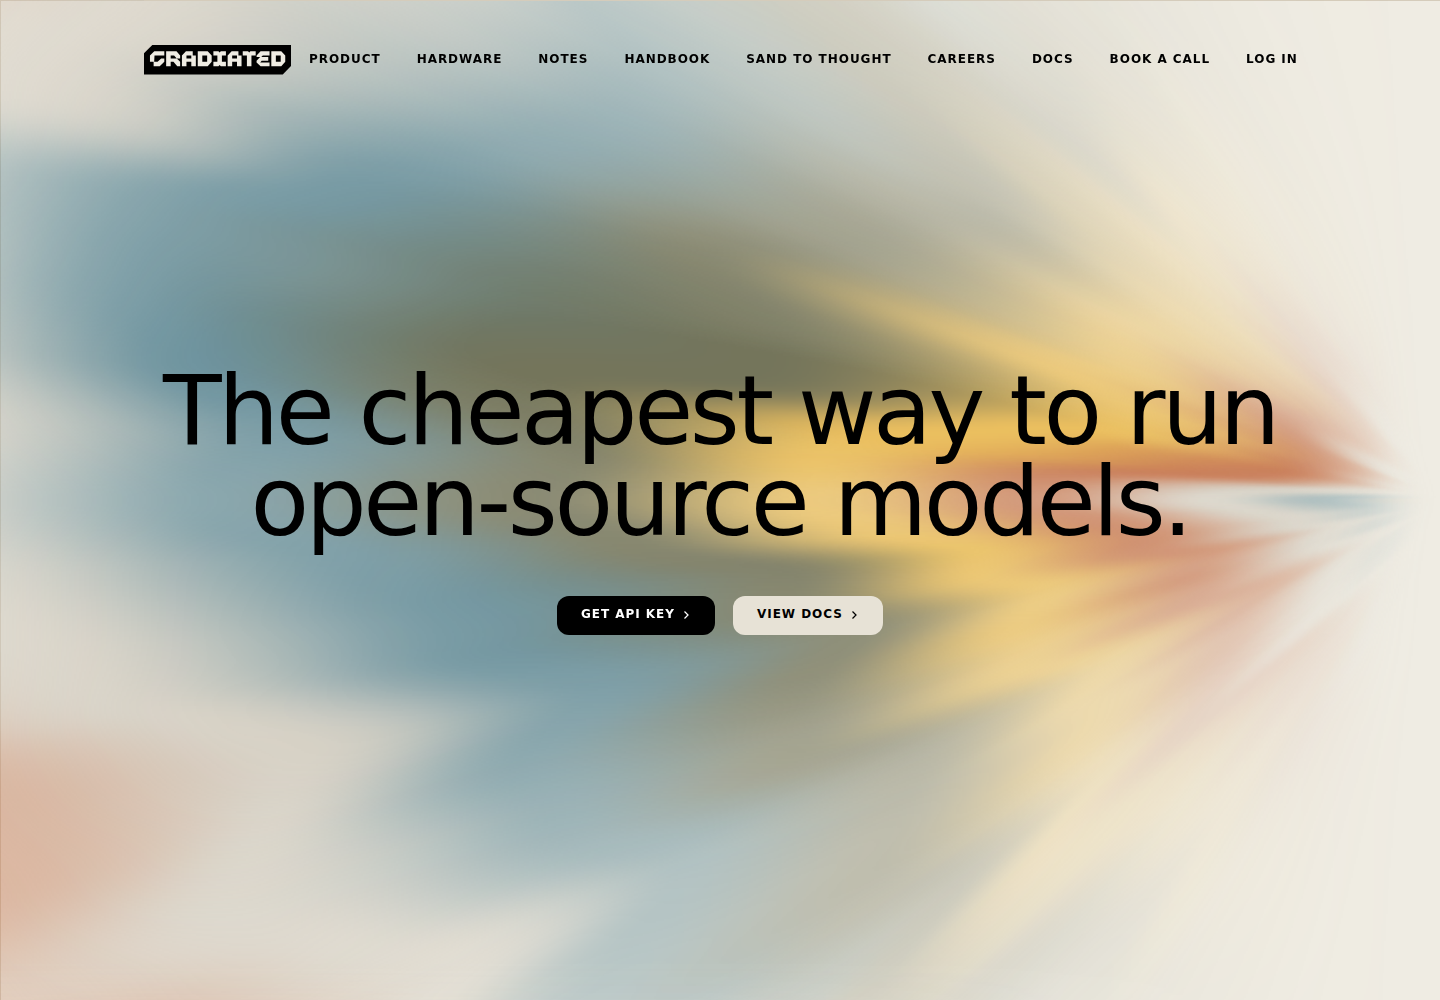 GRADIATED
PRODUCT HARDWARE NOTES HANDBOOK SAND TO THOUGHT CAREERS DOCS BOOK A CALL LOG IN
The cheapest way to run
open-source models.
GET API KEY VIEW DOCS